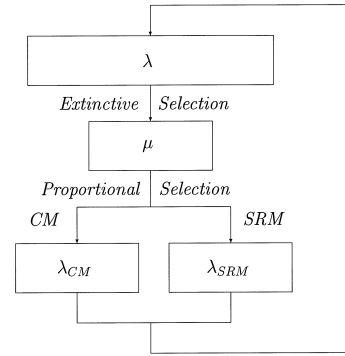 λ
Extinctive Selection
μ
Proportional Selection
CM SRM
λ_CM λ_SRM